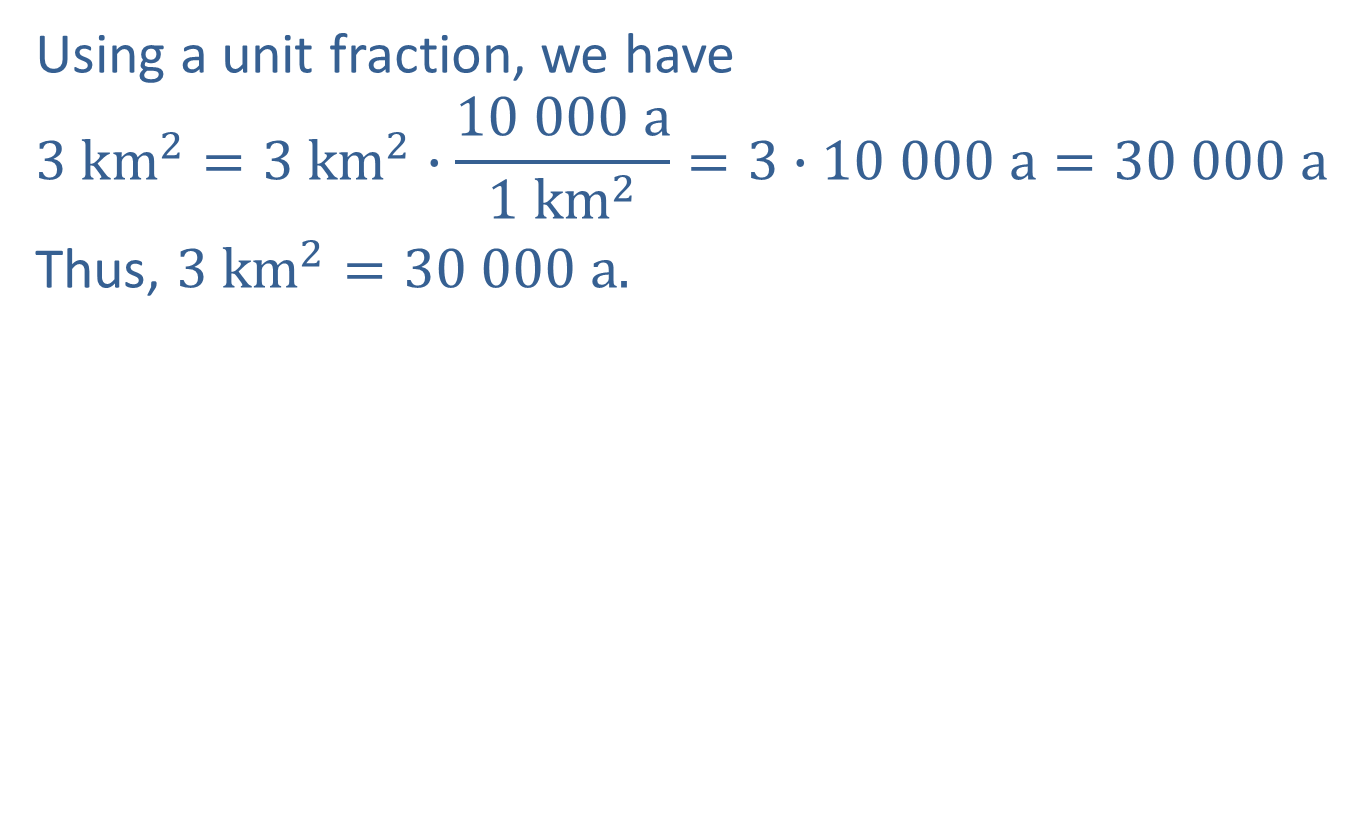 Using a unit fraction, we have
3 km² = 3 km² · \frac{10 000 a}{1 km²} = 3 · 10 000 a = 30 000 a
Thus, 3 km² = 30 000 a.